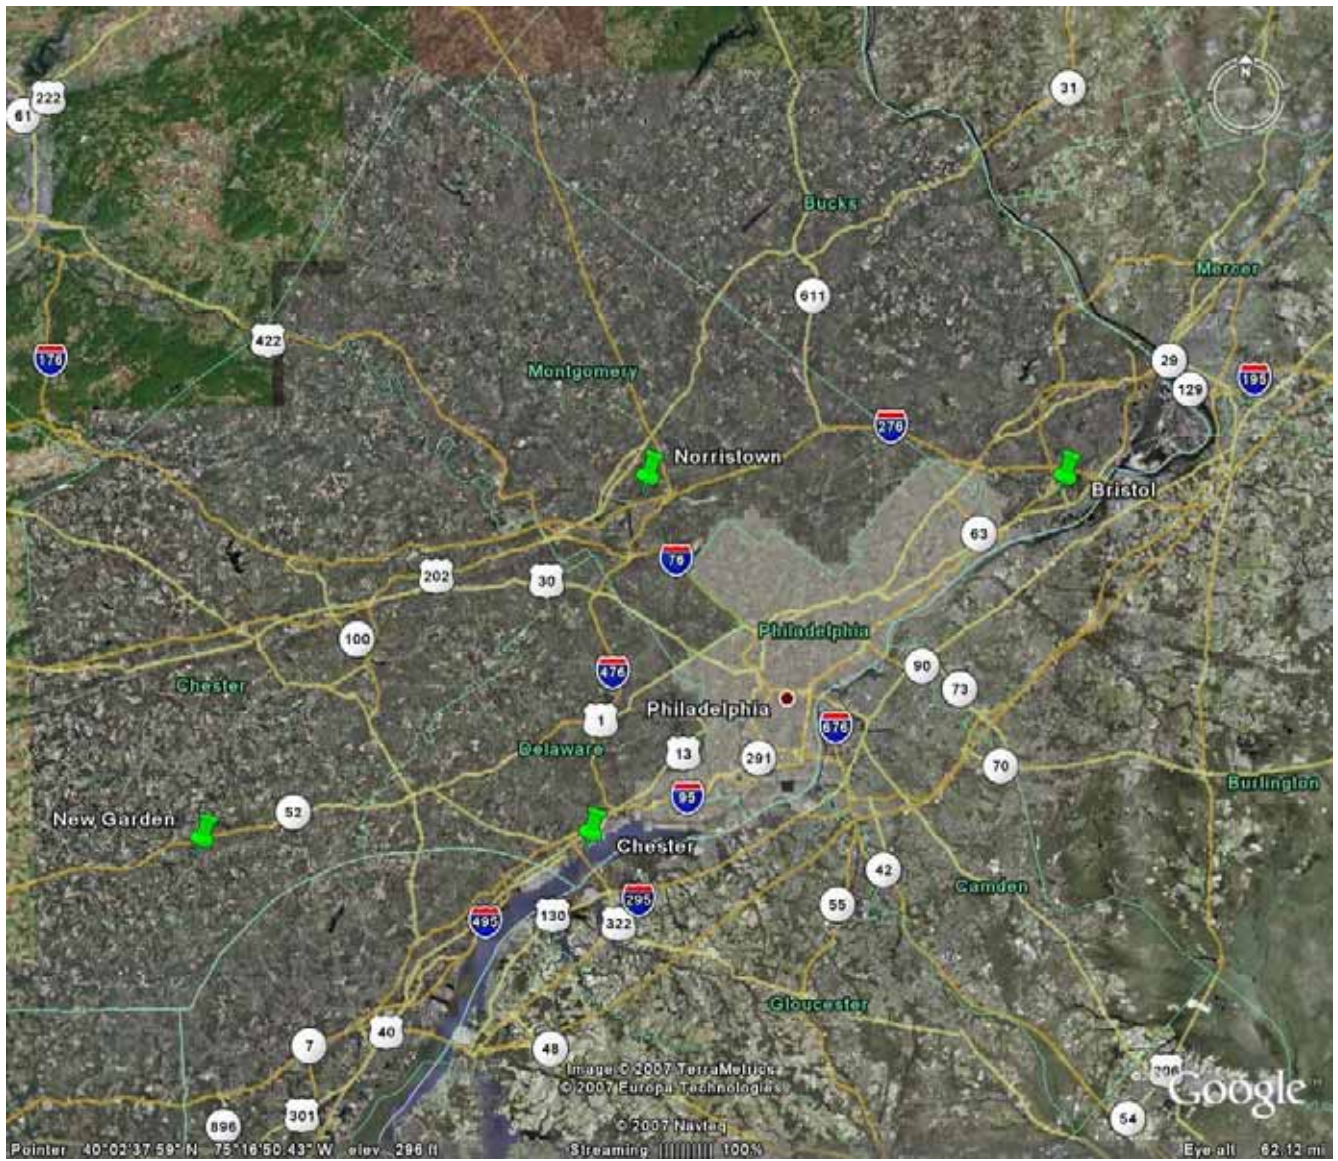 31
N
222
61
Bucks
Mercer
611
422
176
29
Montgomery
129
195
276
Norristown
Bristol
63
76
202
30
100
Philadelphia
90
476
Chester
73
Philadelphia
1
676
Delaware
13
291
70
Burlington
95
52
New Garden
Chester
42
Camden
295
55
130
322
495
Gloucester
40
7
48
Image © 2007 TerraMetrics
© 2007 Europa Technologies
Google
301
54
896
© 2007 Navteq
Pointer 40°02'37.59" N 75°16'50.43" W elev 296 ft Streaming 100% Eye alt 62.12 mi